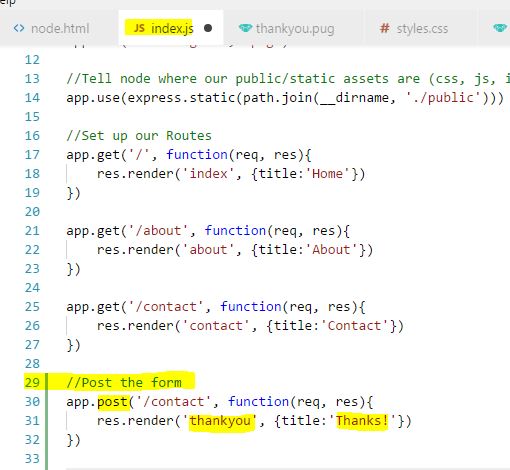 node.html index.js thankyou.pug styles.css
12
13 //Tell node where our public/static assets are (css, js, i
14 app.use(express.static(path.join(__dirname, './public')))
15
16 //Set up our Routes
17 app.get('/', function(req, res){
18 res.render('index', {title:'Home'})
19 })
20
21 app.get('/about', function(req, res){
22 res.render('about', {title:'About'})
23 })
24
25 app.get('/contact', function(req, res){
26 res.render('contact', {title:'Contact'})
27 })
28
29 //Post the form
30 app.post('/contact', function(req, res){
31 res.render('thankyou', {title:'Thanks!'})
32 })
33